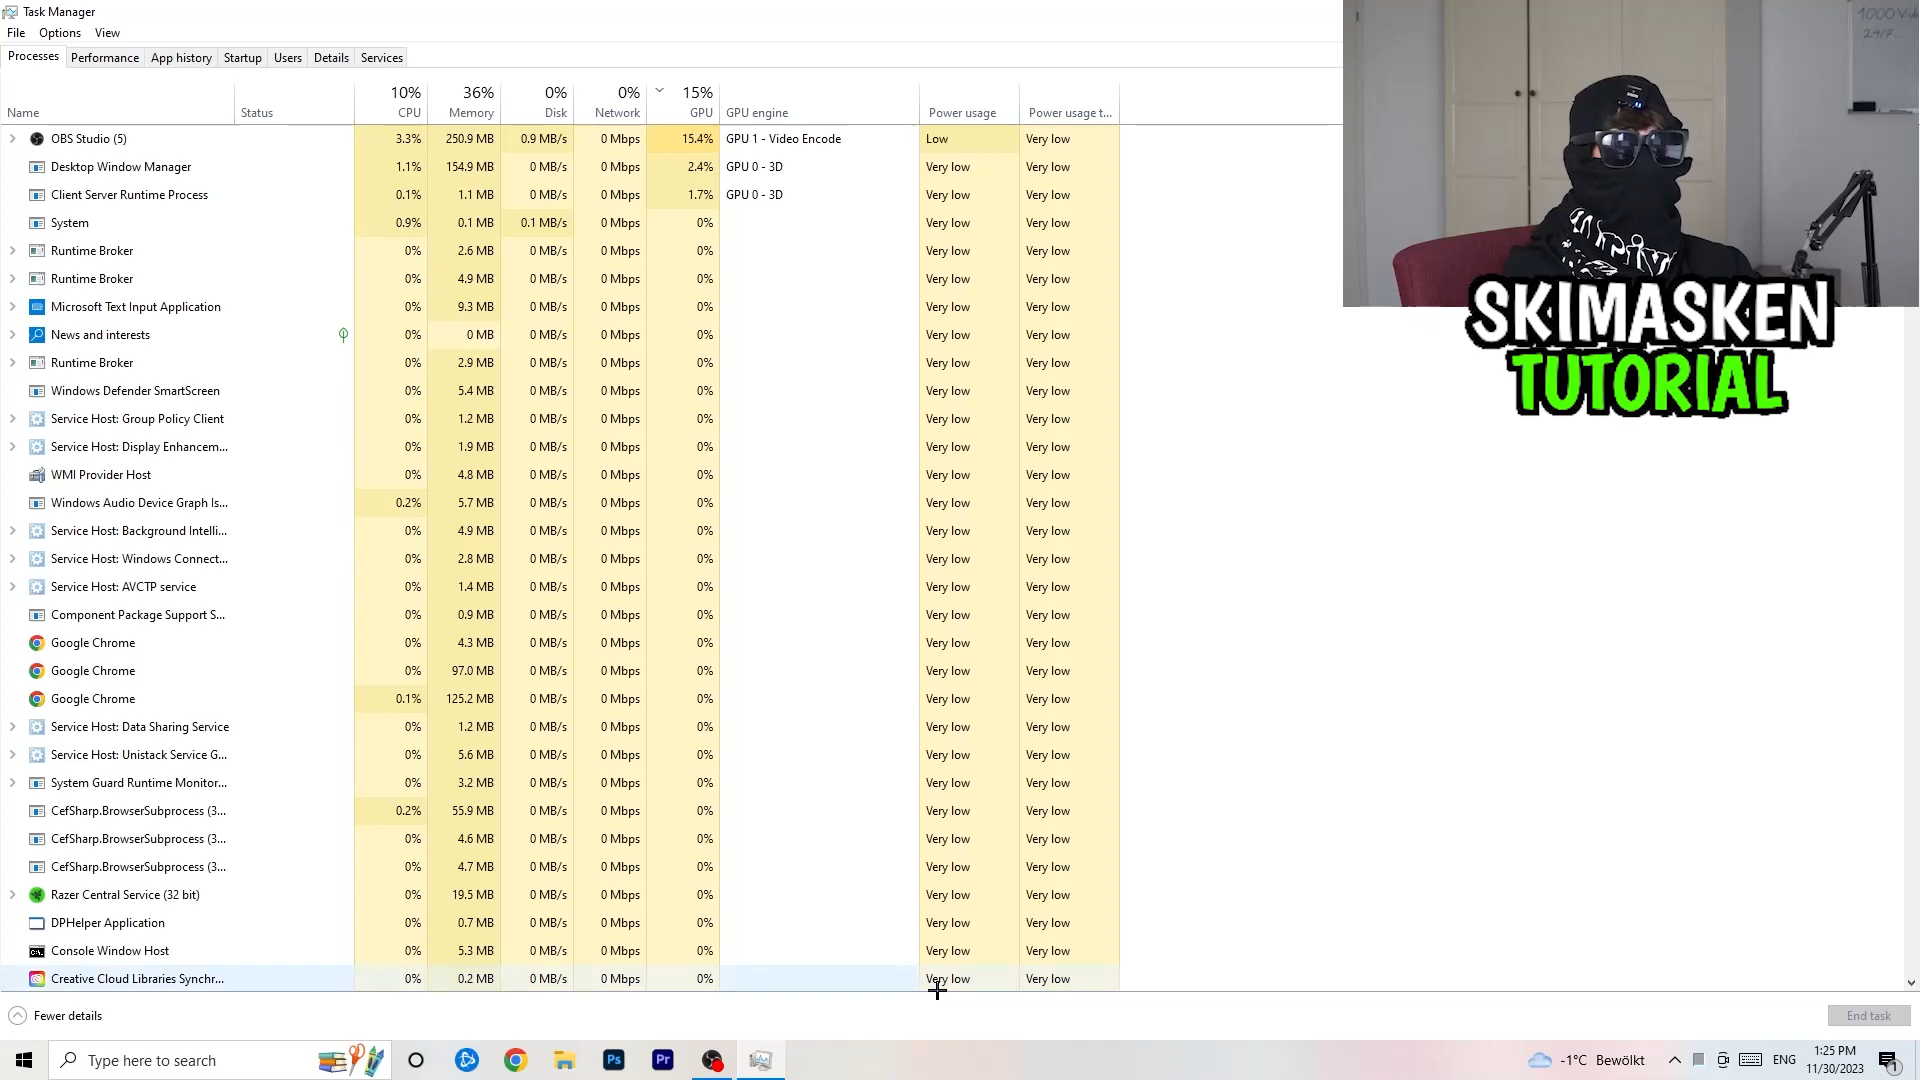 Task Manager
File Options View
Processes Performance App history Startup Users Details Services
10% 36% 0% 0% 15%
Name Status CPU Memory Disk Network GPU GPU engine Power usage Power usage t...
OBS Studio (5) 3.3% 250.9 MB 0.9 MB/s 0 Mbps 15.4% GPU 1 - Video Encode Low Very low
Desktop Window Manager 1.1% 154.9 MB 0 MB/s 0 Mbps 2.4% GPU 0 - 3D Very low Very low
Client Server Runtime Process 0.1% 1.1 MB 0 MB/s 0 Mbps 1.7% GPU 0 - 3D Very low Very low
System 0.9% 0.1 MB 0.1 MB/s 0 Mbps 0% Very low Very low
Runtime Broker 0% 2.6 MB 0 MB/s 0 Mbps 0% Very low Very low
Runtime Broker 0% 4.9 MB 0 MB/s 0 Mbps 0% Very low Very low
Microsoft Text Input Application 0% 9.3 MB 0 MB/s 0 Mbps 0% Very low Very low
News and interests 0% 0 MB 0 MB/s 0 Mbps 0% Very low Very low
Runtime Broker 0% 2.9 MB 0 MB/s 0 Mbps 0% Very low Very low
Windows Defender SmartScreen 0% 5.4 MB 0 MB/s 0 Mbps 0% Very low Very low
Service Host: Group Policy Client 0% 1.2 MB 0 MB/s 0 Mbps 0% Very low Very low
Service Host: Display Enhancem... 0% 1.9 MB 0 MB/s 0 Mbps 0% Very low Very low
WMI Provider Host 0% 4.8 MB 0 MB/s 0 Mbps 0% Very low Very low
Windows Audio Device Graph Is... 0.2% 5.7 MB 0 MB/s 0 Mbps 0% Very low Very low
Service Host: Background Intelli... 0% 4.9 MB 0 MB/s 0 Mbps 0% Very low Very low
Service Host: Windows Connect... 0% 2.8 MB 0 MB/s 0 Mbps 0% Very low Very low
Service Host: AVCTP service 0% 1.4 MB 0 MB/s 0 Mbps 0% Very low Very low
Component Package Support S... 0% 0.9 MB 0 MB/s 0 Mbps 0% Very low Very low
Google Chrome 0% 4.3 MB 0 MB/s 0 Mbps 0% Very low Very low
Google Chrome 0% 97.0 MB 0 MB/s 0 Mbps 0% Very low Very low
Google Chrome 0.1% 125.2 MB 0 MB/s 0 Mbps 0% Very low Very low
Service Host: Data Sharing Service 0% 1.2 MB 0 MB/s 0 Mbps 0% Very low Very low
Service Host: Unistack Service G... 0% 5.6 MB 0 MB/s 0 Mbps 0% Very low Very low
System Guard Runtime Monitor... 0% 3.2 MB 0 MB/s 0 Mbps 0% Very low Very low
CefSharp.BrowserSubprocess (3... 0.2% 55.9 MB 0 MB/s 0 Mbps 0% Very low Very low
CefSharp.BrowserSubprocess (3... 0% 4.6 MB 0 MB/s 0 Mbps 0% Very low Very low
CefSharp.BrowserSubprocess (3... 0% 4.7 MB 0 MB/s 0 Mbps 0% Very low Very low
Razer Central Service (32 bit) 0% 19.5 MB 0 MB/s 0 Mbps 0% Very low Very low
DPHelper Application 0% 0.7 MB 0 MB/s 0 Mbps 0% Very low Very low
Console Window Host 0% 5.3 MB 0 MB/s 0 Mbps 0% Very low Very low
Creative Cloud Libraries Synchr... 0% 0.2 MB 0 MB/s 0 Mbps 0% Very low Very low
Fewer details End task
Type here to search Ps Pr -1°C Bewölkt ENG 1:25 PM
11/30/2023 1
1000
24/7
SKIMASKEN
TUTORIAL